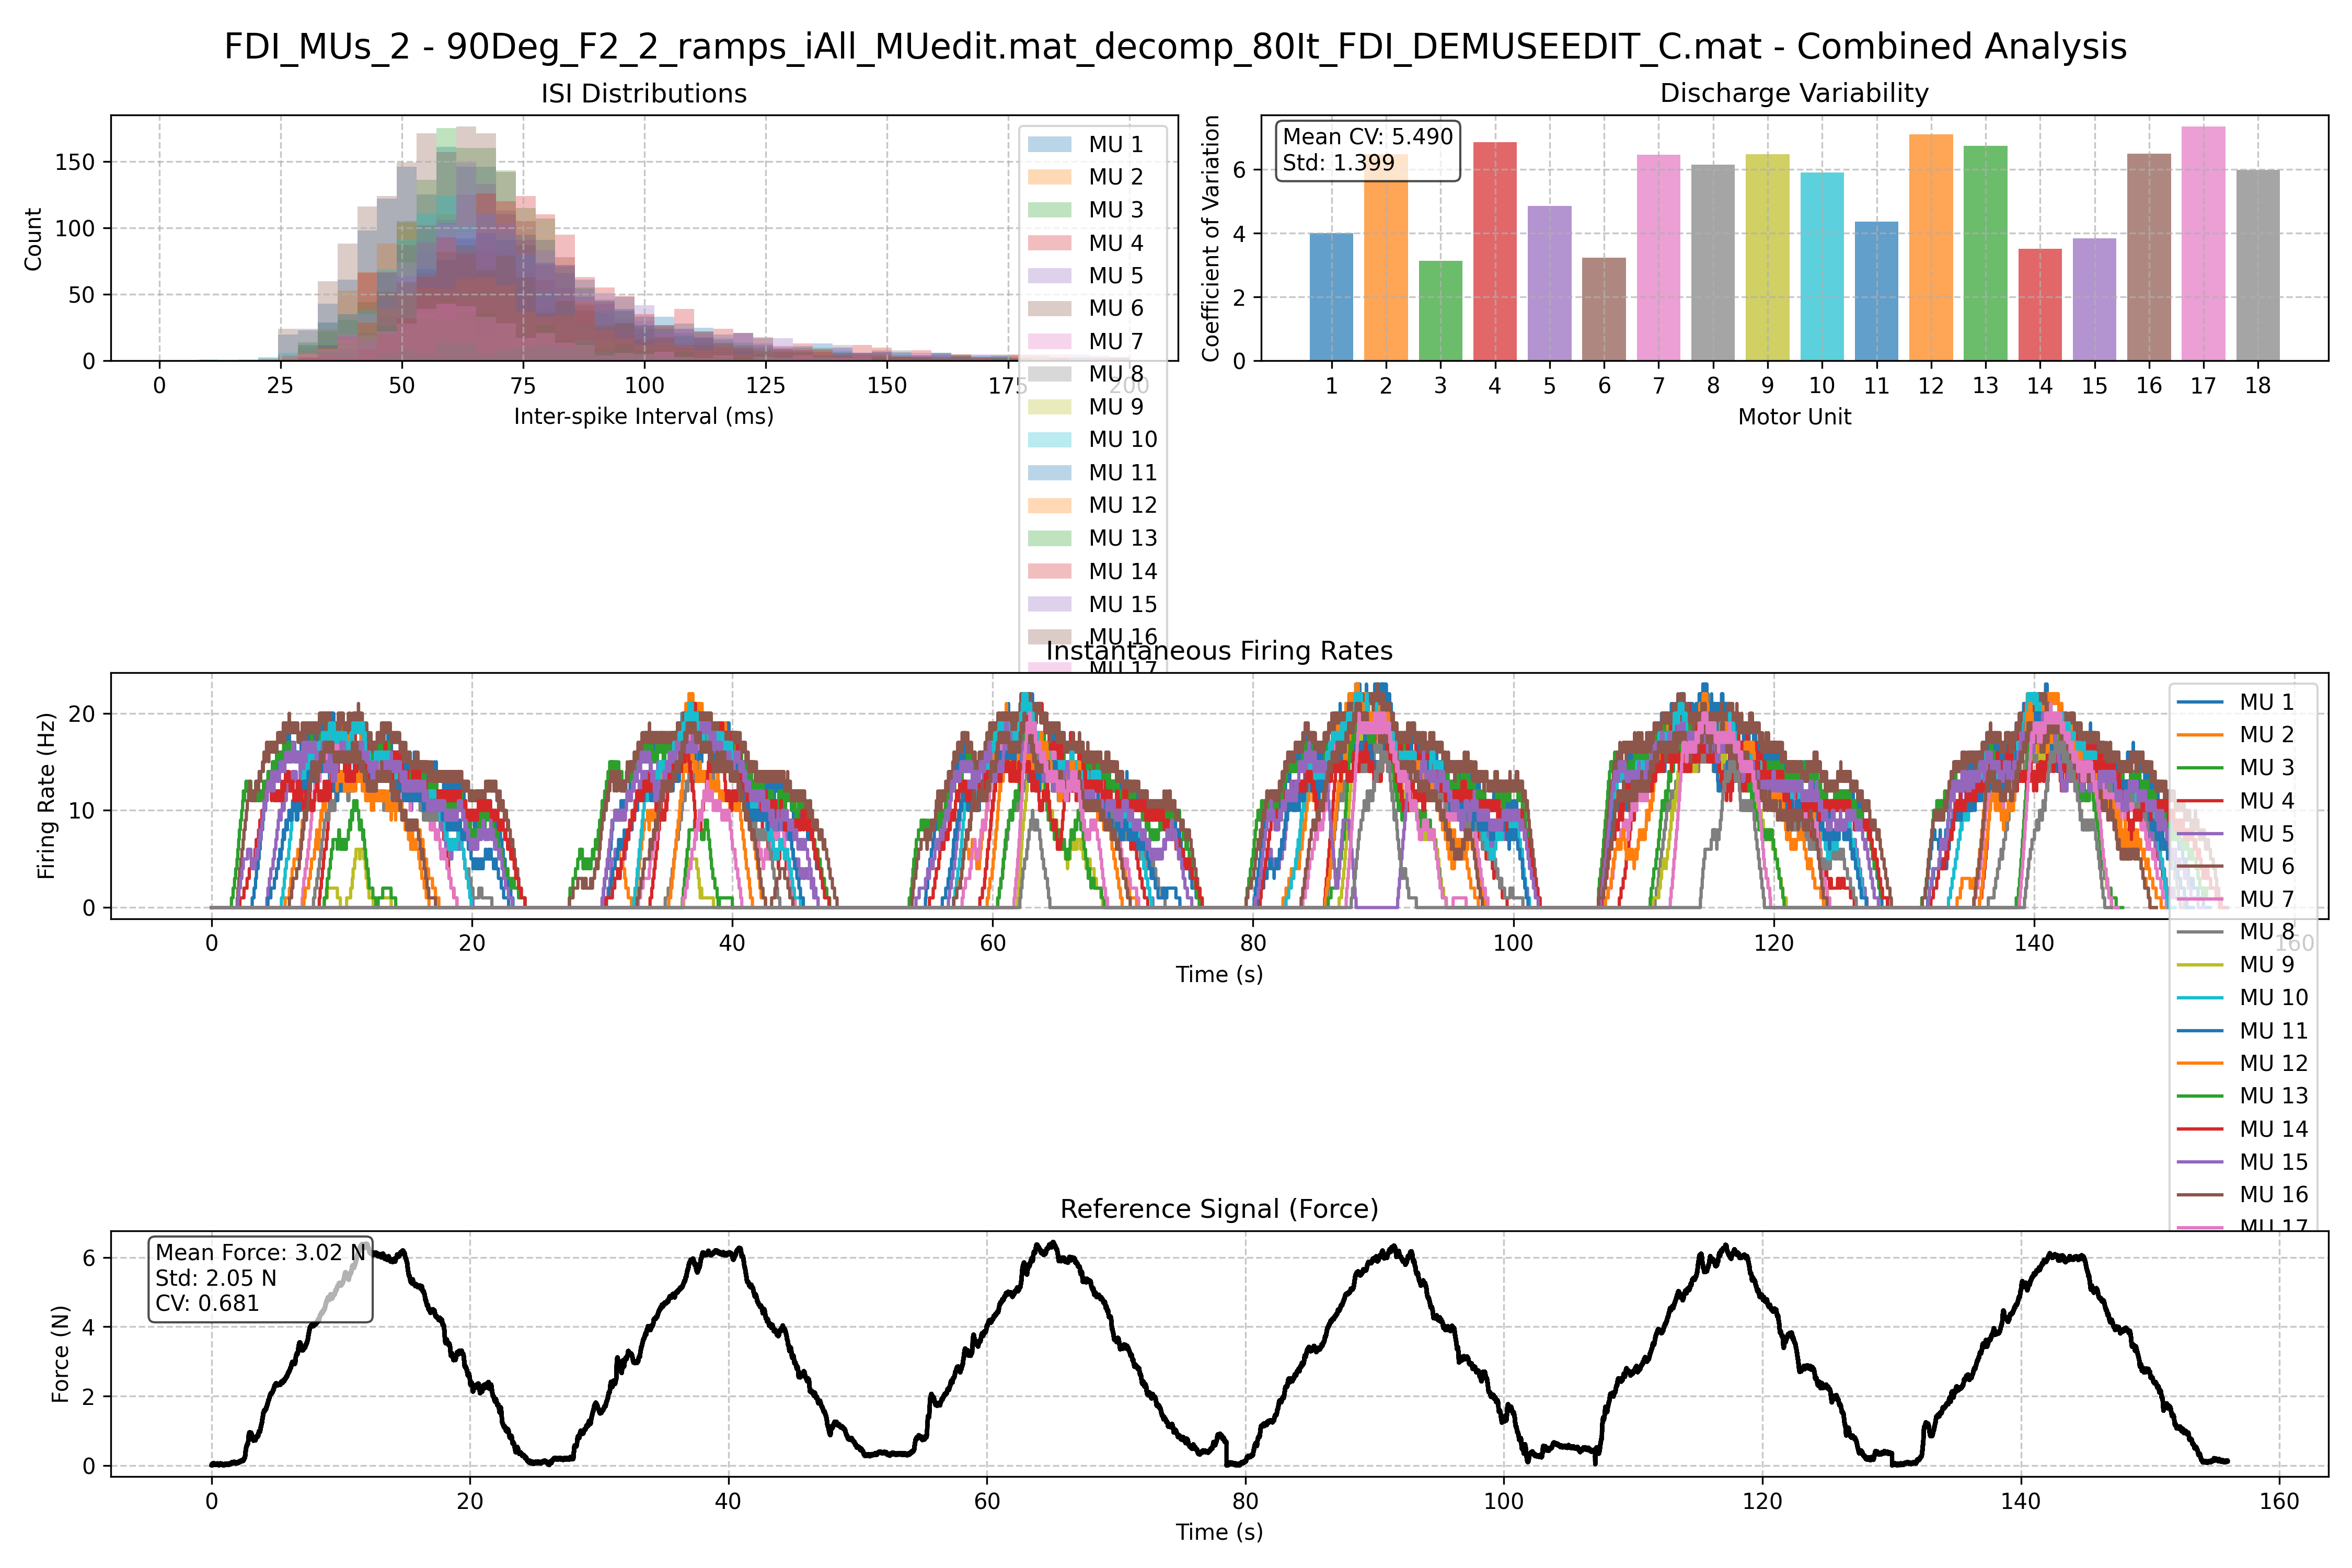 FDI_MUs_2 - 90Deg_F2_2_ramps_iAll_MUedit.mat_decomp_80It_FDI_DEMUSEEDIT_C.mat - Combined Analysis
ISI Distributions
Count
150
100
50
0
0 25 50 75 100 125 150 175 200
Inter-spike Interval (ms)
MU 1
MU 2
MU 3
MU 4
MU 5
MU 6
MU 7
MU 8
MU 9
MU 10
MU 11
MU 12
MU 13
MU 14
MU 15
MU 16
MU 17
Discharge Variability
Mean CV: 5.490
Std: 1.399
Coefficient of Variation
6
4
2
0
1 2 3 4 5 6 7 8 9 10 11 12 13 14 15 16 17 18
Motor Unit
Instantaneous Firing Rates
Firing Rate (Hz)
20
10
0
0 20 40 60 80 100 120 140 160
Time (s)
MU 1
MU 2
MU 3
MU 4
MU 5
MU 6
MU 7
MU 8
MU 9
MU 10
MU 11
MU 12
MU 13
MU 14
MU 15
MU 16
MU 17
Reference Signal (Force)
Mean Force: 3.02 N
Std: 2.05 N
CV: 0.681
Force (N)
6
4
2
0
0 20 40 60 80 100 120 140 160
Time (s)